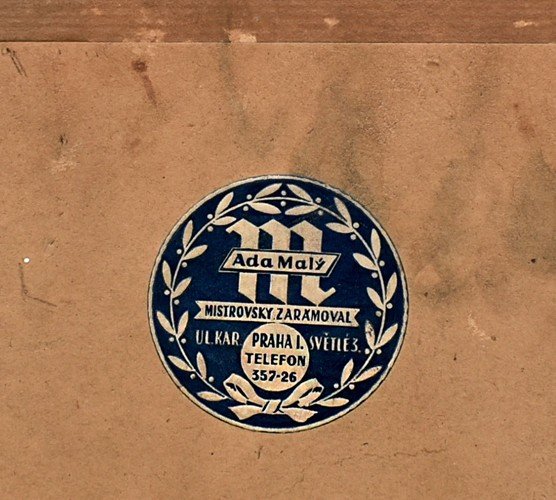 m
Ada Malý
MISTROVSKY ZARÁMOVAL
UL.KAR. PRAHA I. SVĚTLÉ 3.
TELEFON
357-26